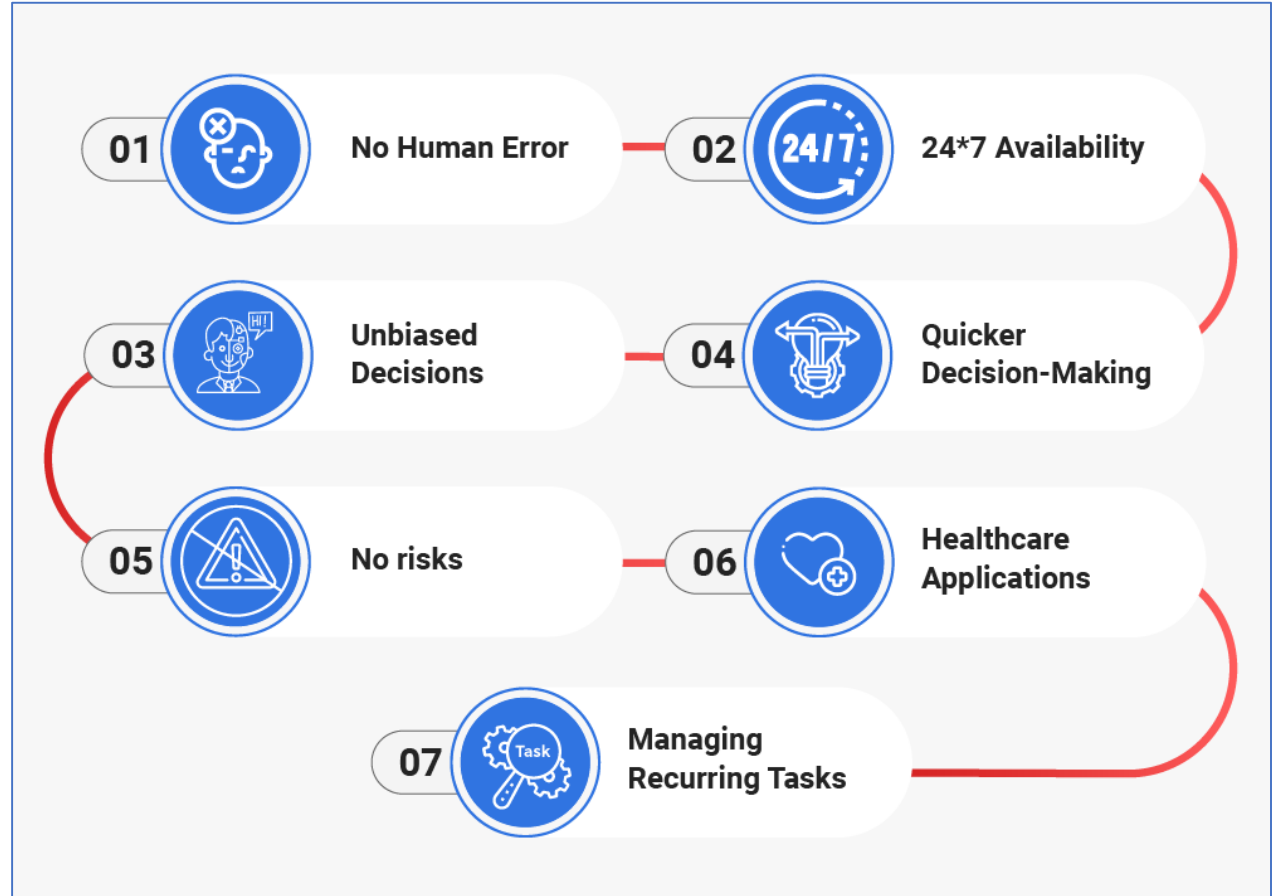 01
No Human Error
02
24/7
24*7 Availability
03
HI!
Unbiased
Decisions
04
Quicker
Decision-Making
05
No risks
06
Healthcare
Applications
07
Task
Managing
Recurring Tasks